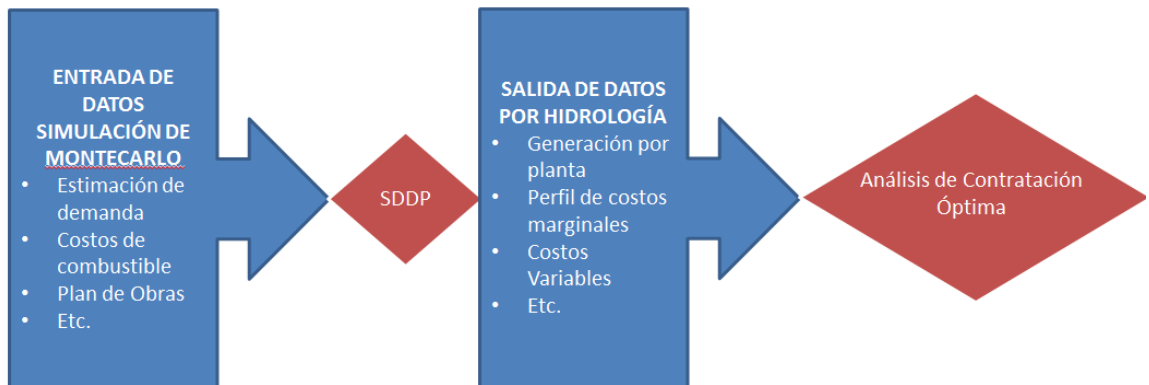 ENTRADA DE
DATOS
SIMULACIÓN DE
MONTECARLO
• Estimación de
demanda
• Costos de
combustible
• Plan de Obras
• Etc.
SDDP
SALIDA DE DATOS
POR HIDROLOGÍA
• Generación por
planta
• Perfil de costos
marginales
• Costos
Variables
• Etc.
Análisis de Contratación
Óptima